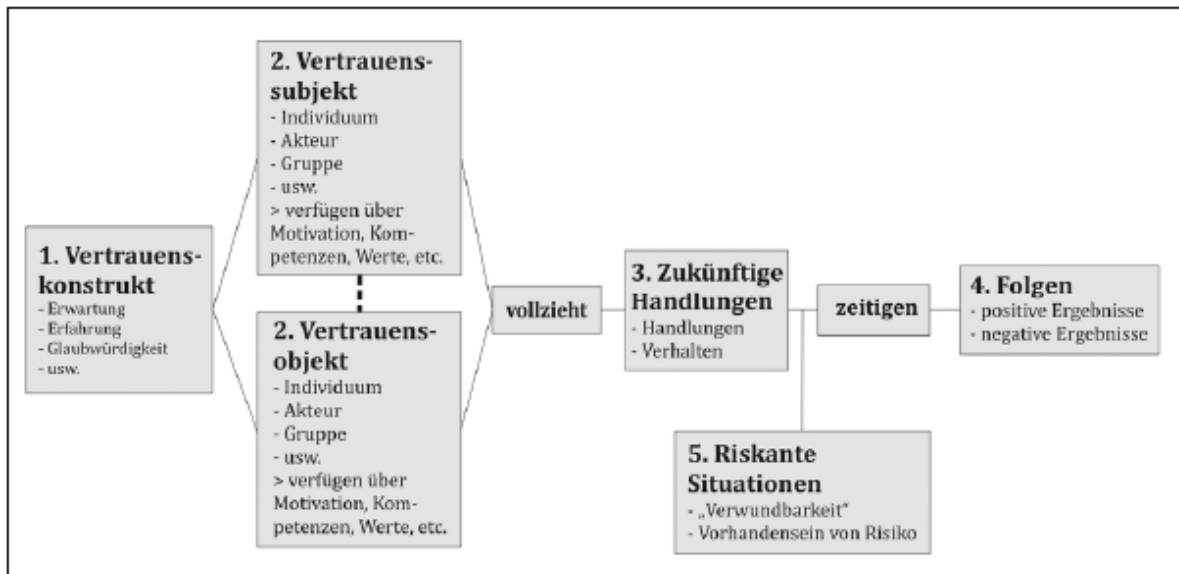 1. Vertrauens-
konstrukt
- Erwartung
- Erfahrung
- Glaubwürdigkeit
- usw.
2. Vertrauens-
subjekt
- Individuum
- Akteur
- Gruppe
- usw.
> verfügen über
Motivation, Kom-
petenzen, Werte, etc.
2. Vertrauens-
objekt
- Individuum
- Akteur
- Gruppe
- usw.
> verfügen über
Motivation, Kom-
petenzen, Werte, etc.
vollzieht
3. Zukünftige
Handlungen
- Handlungen
- Verhalten
zeitigen
4. Folgen
- positive Ergebnisse
- negative Ergebnisse
5. Riskante
Situationen
- „Verwundbarkeit“
- Vorhandensein von Risiko